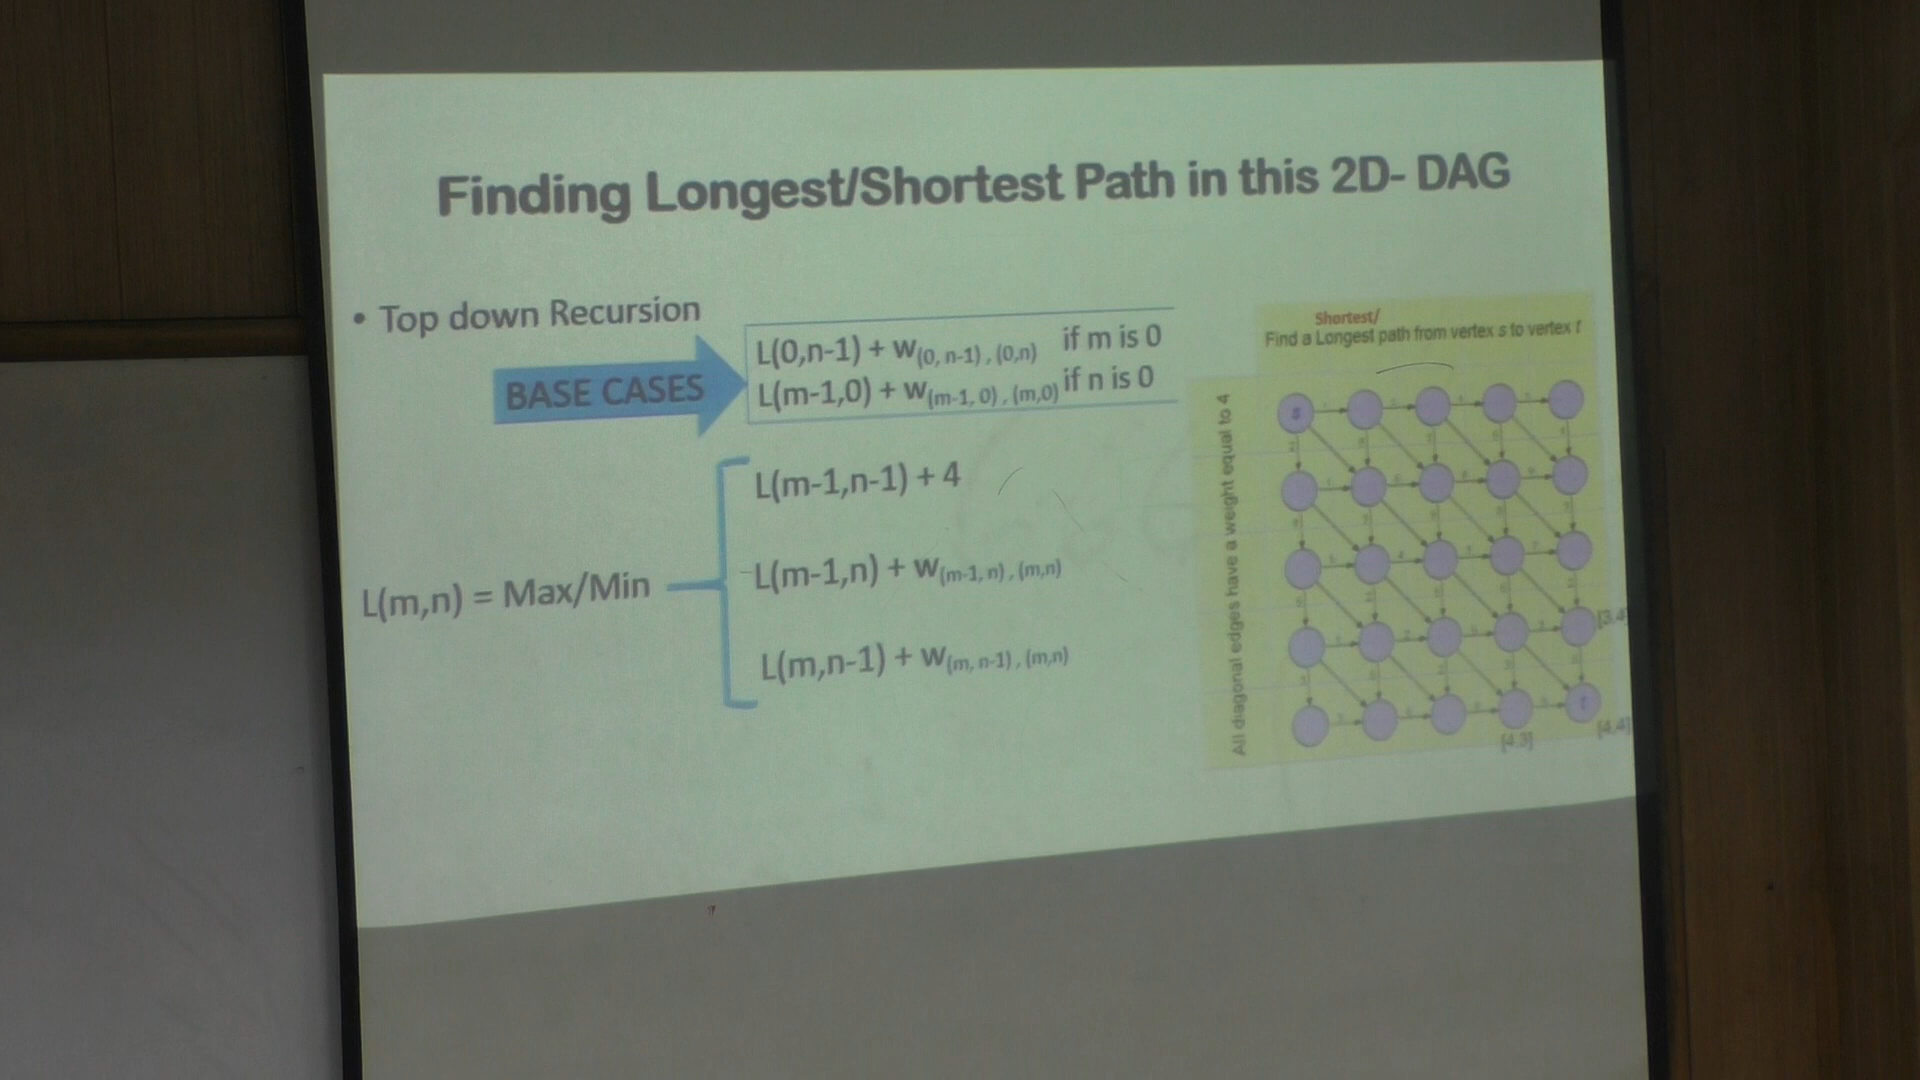 Finding Longest/Shortest Path in this 2D- DAG
• Top down Recursion
BASE CASES
L(0,n-1) + w(0, n-1) , (0,n) if m is 0
L(m-1,0) + w(m-1, 0) , (m,0) if n is 0
L(m,n) = Max/Min
L(m-1,n-1) + 4
L(m-1,n) + w(m-1, n) , (m,n)
L(m,n-1) + w(m, n-1) , (m,n)
Shortest/
Find a Longest path from vertex s to vertex t
All diagonal edges have a weight equal to 4
s
[3,4]
t
[4,3]
[4,4]